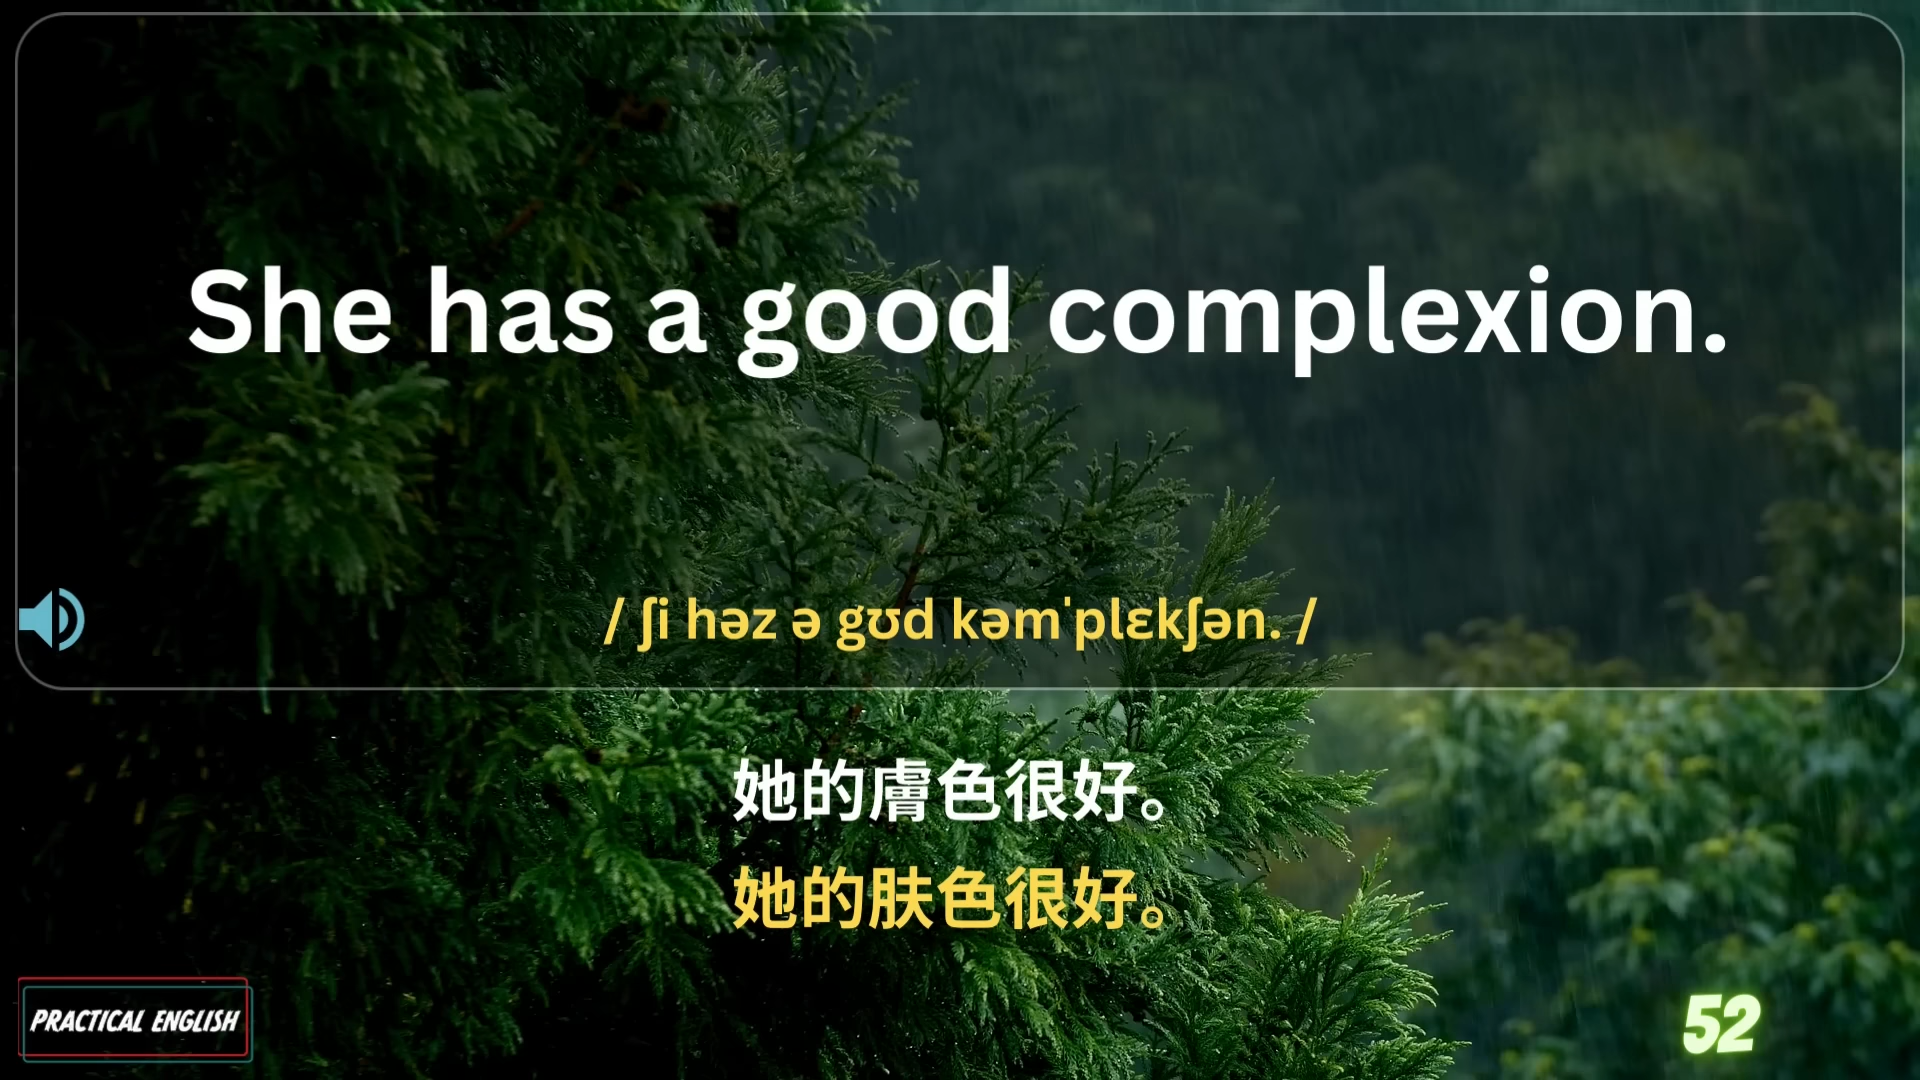 She has a good complexion.
/ ʃi həz ə gʊd kəmˈplɛkʃən. /
她的膚色很好。
她的肤色很好。
PRACTICAL ENGLISH
52